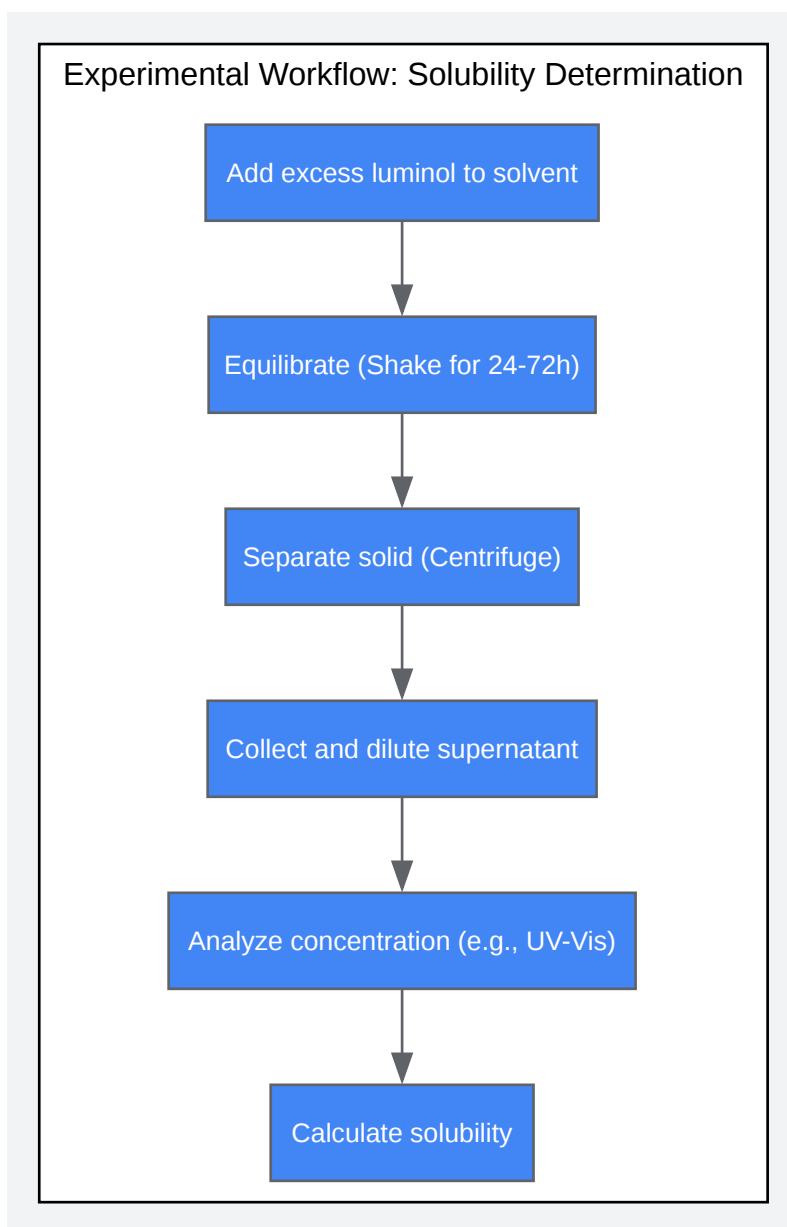 Experimental Workflow: Solubility Determination
Add excess luminol to solvent
Equilibrate (Shake for 24-72h)
Separate solid (Centrifuge)
Collect and dilute supernatant
Analyze concentration (e.g., UV-Vis)
Calculate solubility